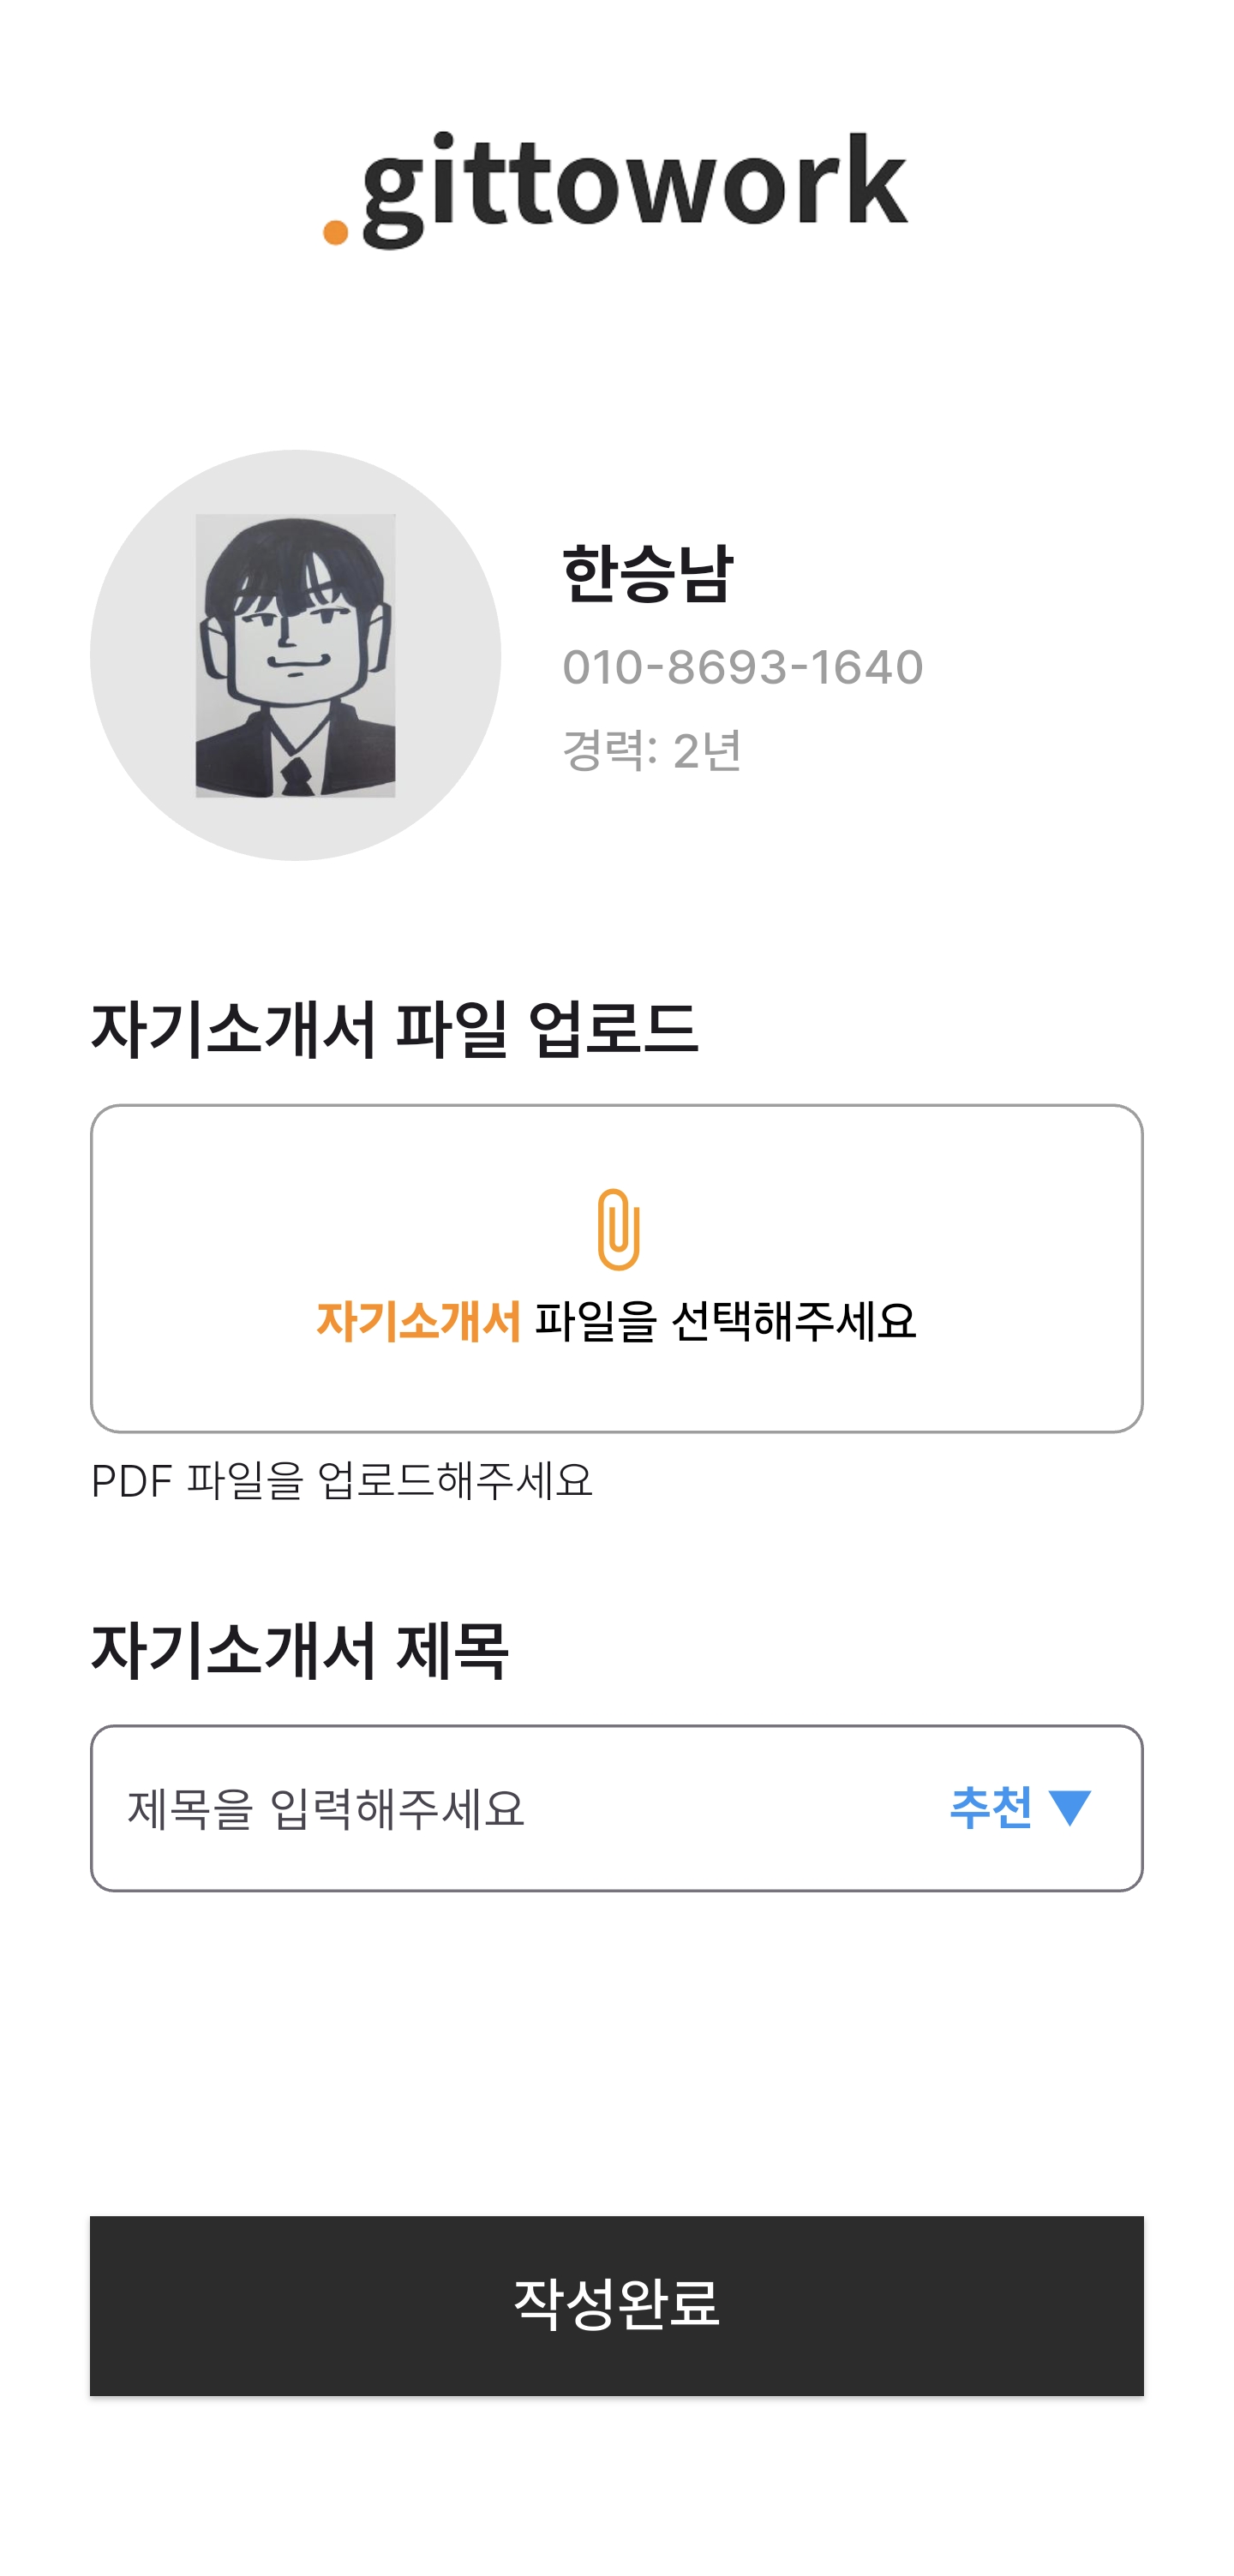 .gittowork
한승남
010-8693-1640
경력: 2년
자기소개서 파일 업로드
자기소개서 파일을 선택해주세요
PDF 파일을 업로드해주세요
자기소개서 제목
제목을 입력해주세요 추천 ▼
작성완료